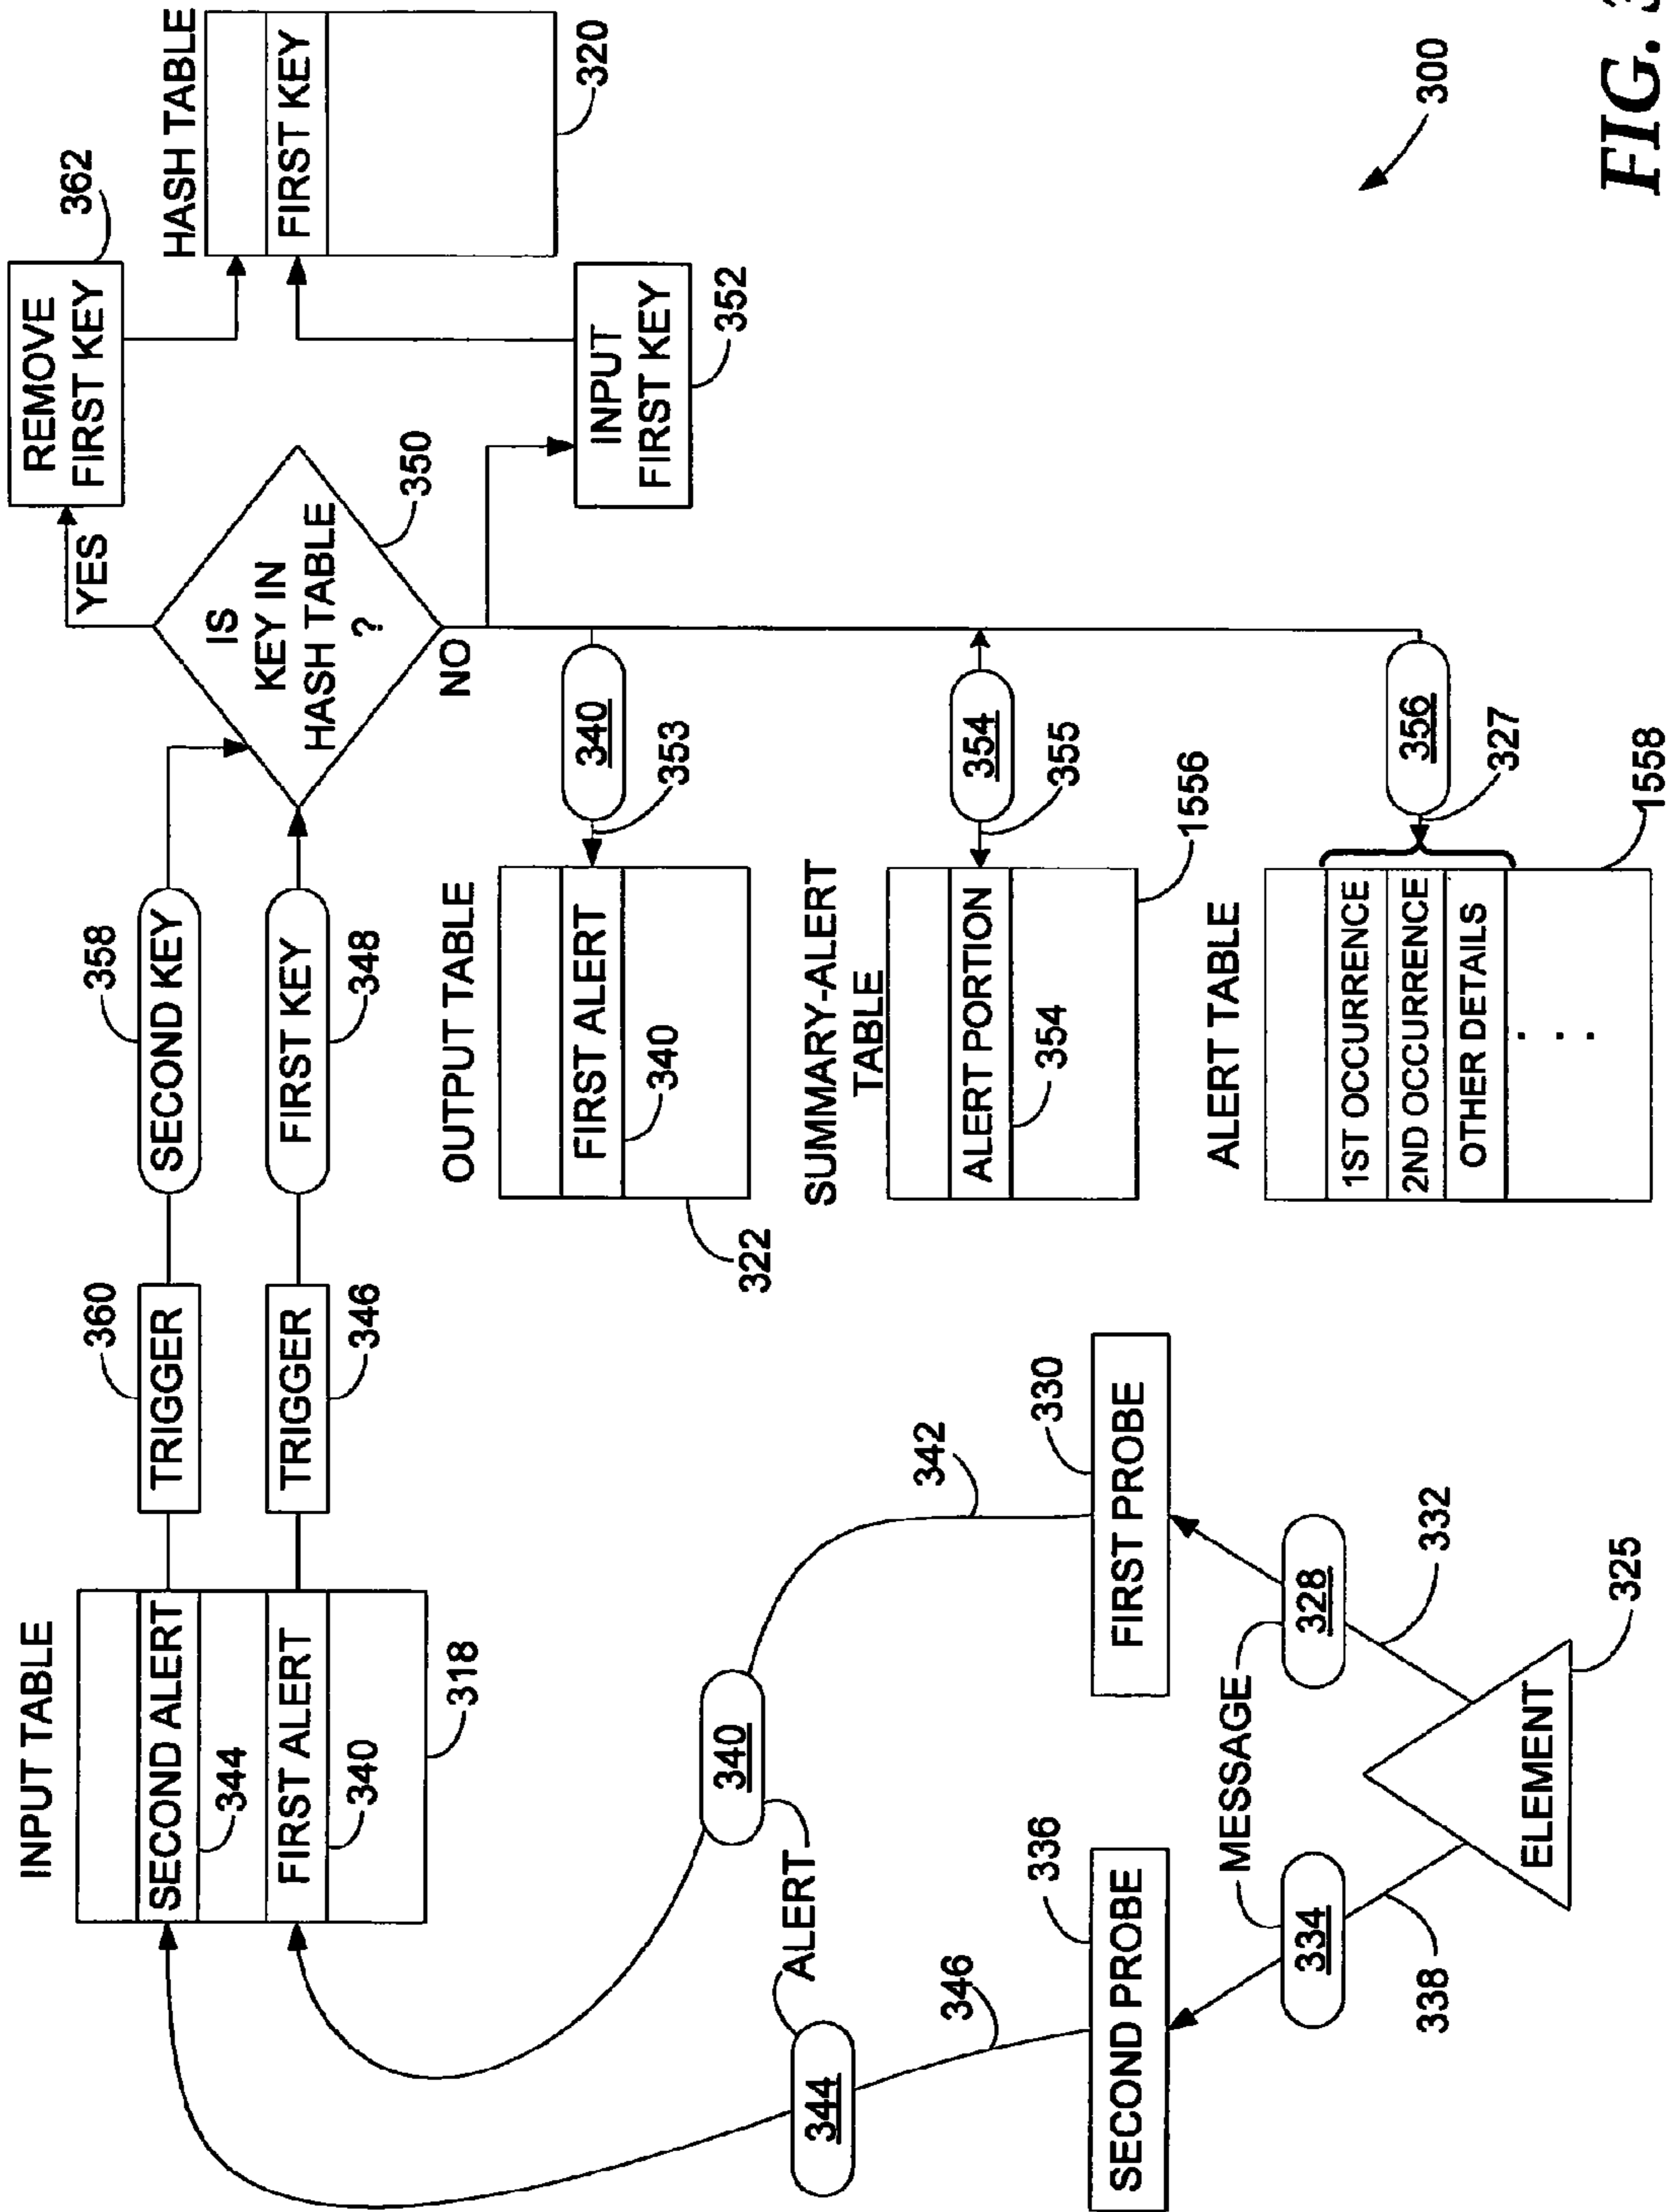 INPUT TABLE
SECOND ALERT
344
FIRST ALERT
340
318
360
TRIGGER
TRIGGER
346
358
SECOND KEY
FIRST KEY
348
IS
KEY IN
HASH TABLE
?
350
YES
NO
REMOVE
FIRST KEY
362
HASH TABLE
FIRST KEY
320
INPUT
FIRST KEY
352
OUTPUT TABLE
FIRST ALERT
340
322
340
353
SUMMARY-ALERT
TABLE
ALERT PORTION
354
1556
354
355
ALERT TABLE
1ST OCCURRENCE
2ND OCCURRENCE
OTHER DETAILS
. . .
1558
356
327
344
ALERT
340
346
342
336
SECOND PROBE
330
FIRST PROBE
334
MESSAGE
328
338
332
ELEMENT
325
300
FIG.